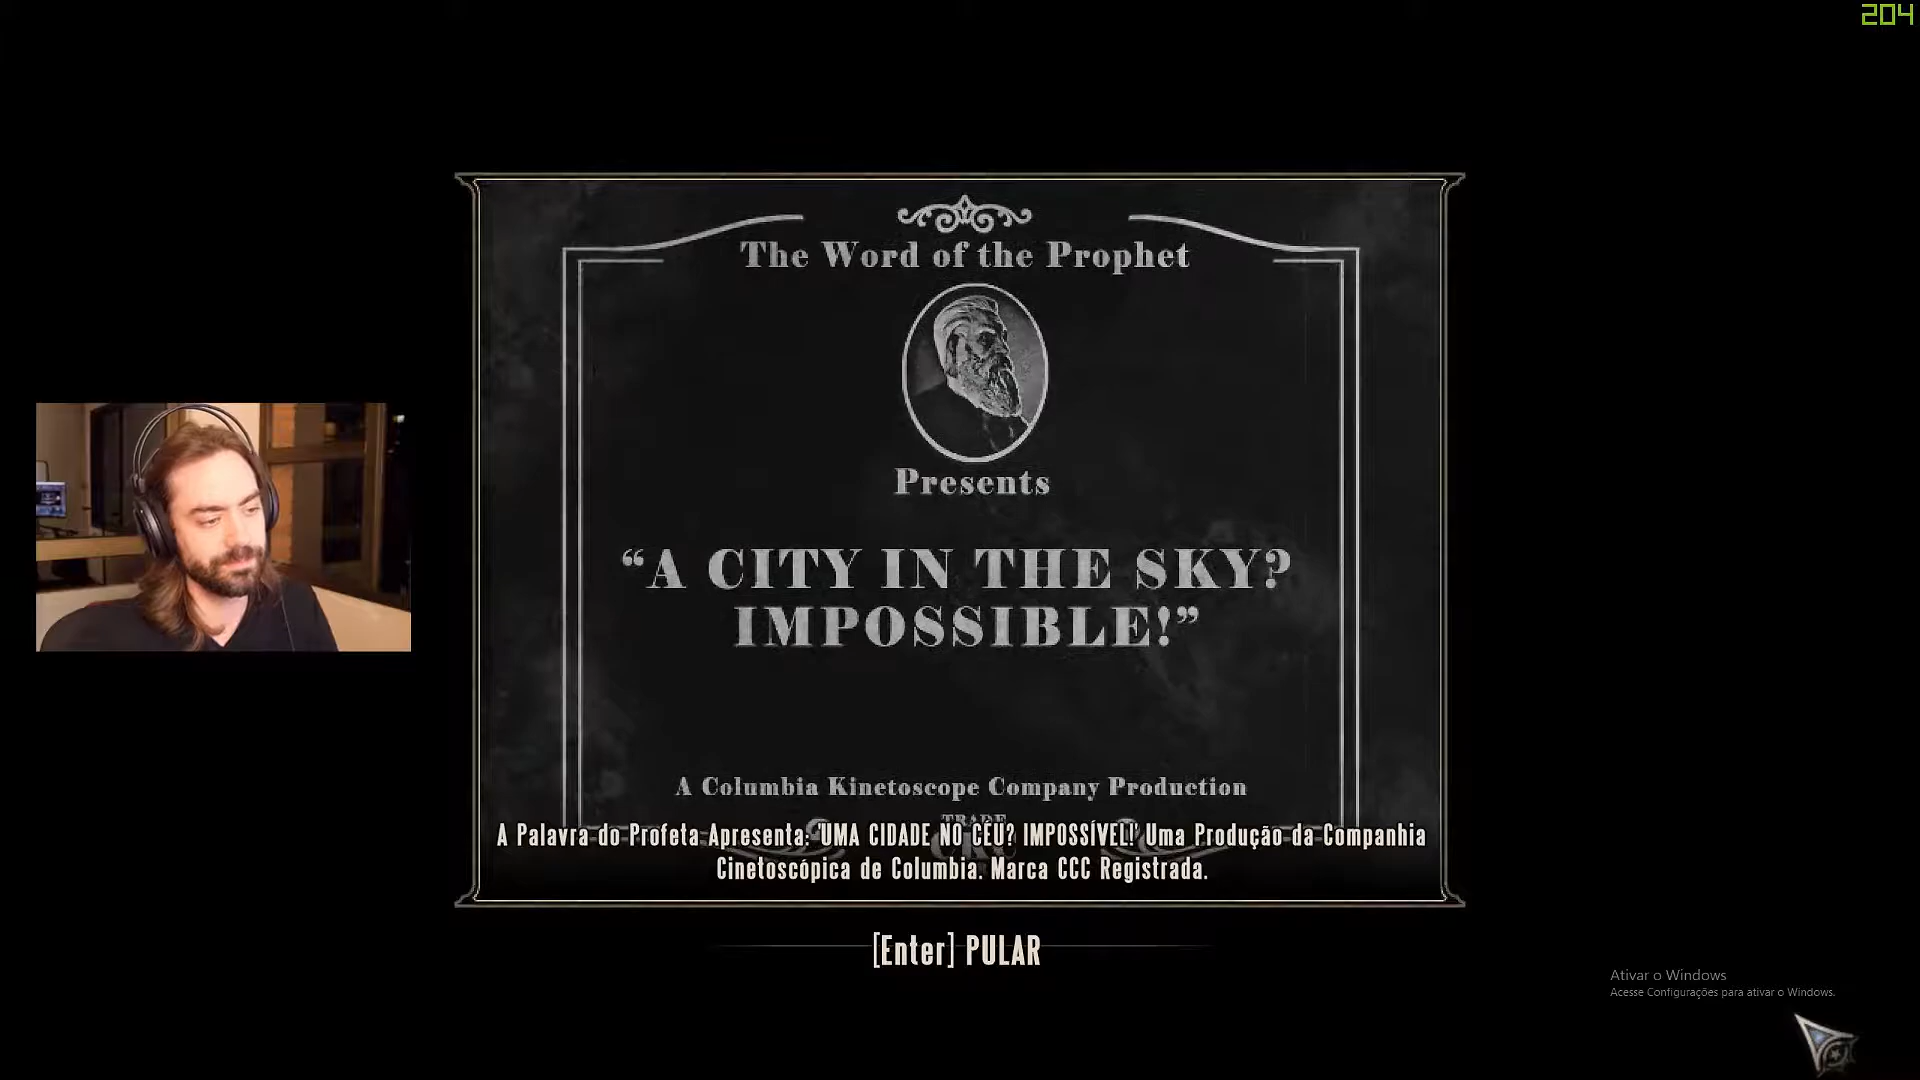 204
The Word of the Prophet
Presents
“A CITY IN THE SKY?
IMPOSSIBLE!”
A Columbia Kinetoscope Company Production
TRADE
A Palavra do Profeta Apresenta: 'UMA CIDADE NO CÉU? IMPOSSÍVEL!' Uma Produção da Companhia
Cinetoscópica de Columbia. Marca CCC Registrada.
[Enter] PULAR
Ativar o Windows
Acesse Configurações para ativar o Windows.